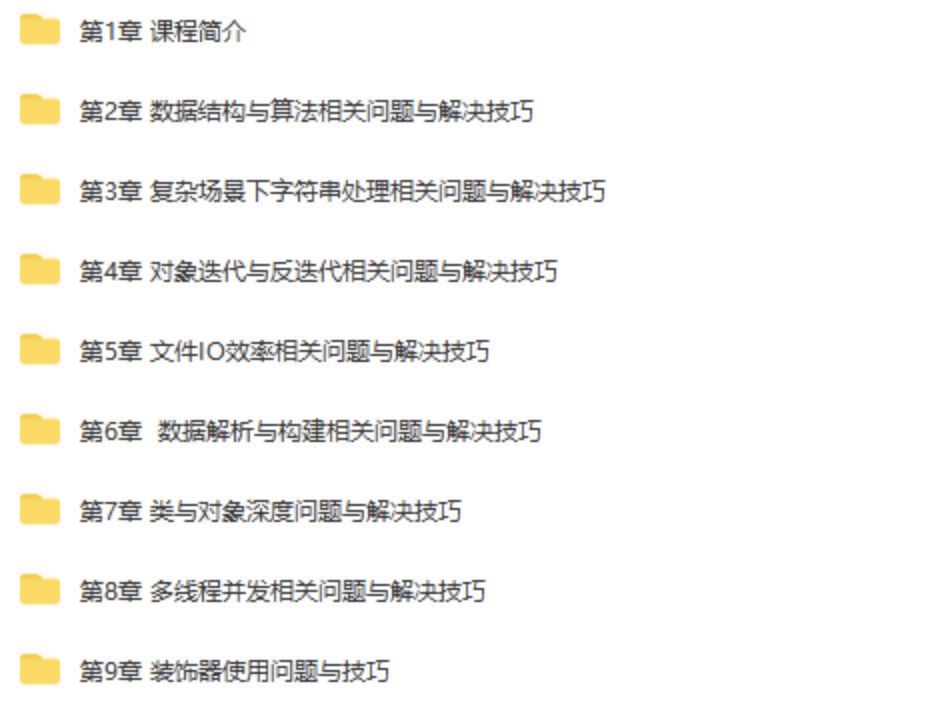 第1章 课程简介
第2章 数据结构与算法相关问题与解决技巧
第3章 复杂场景下字符串处理相关问题与解决技巧
第4章 对象迭代与反迭代相关问题与解决技巧
第5章 文件IO效率相关问题与解决技巧
第6章  数据解析与构建相关问题与解决技巧
第7章 类与对象深度问题与解决技巧
第8章 多线程并发相关问题与解决技巧
第9章 装饰器使用问题与技巧